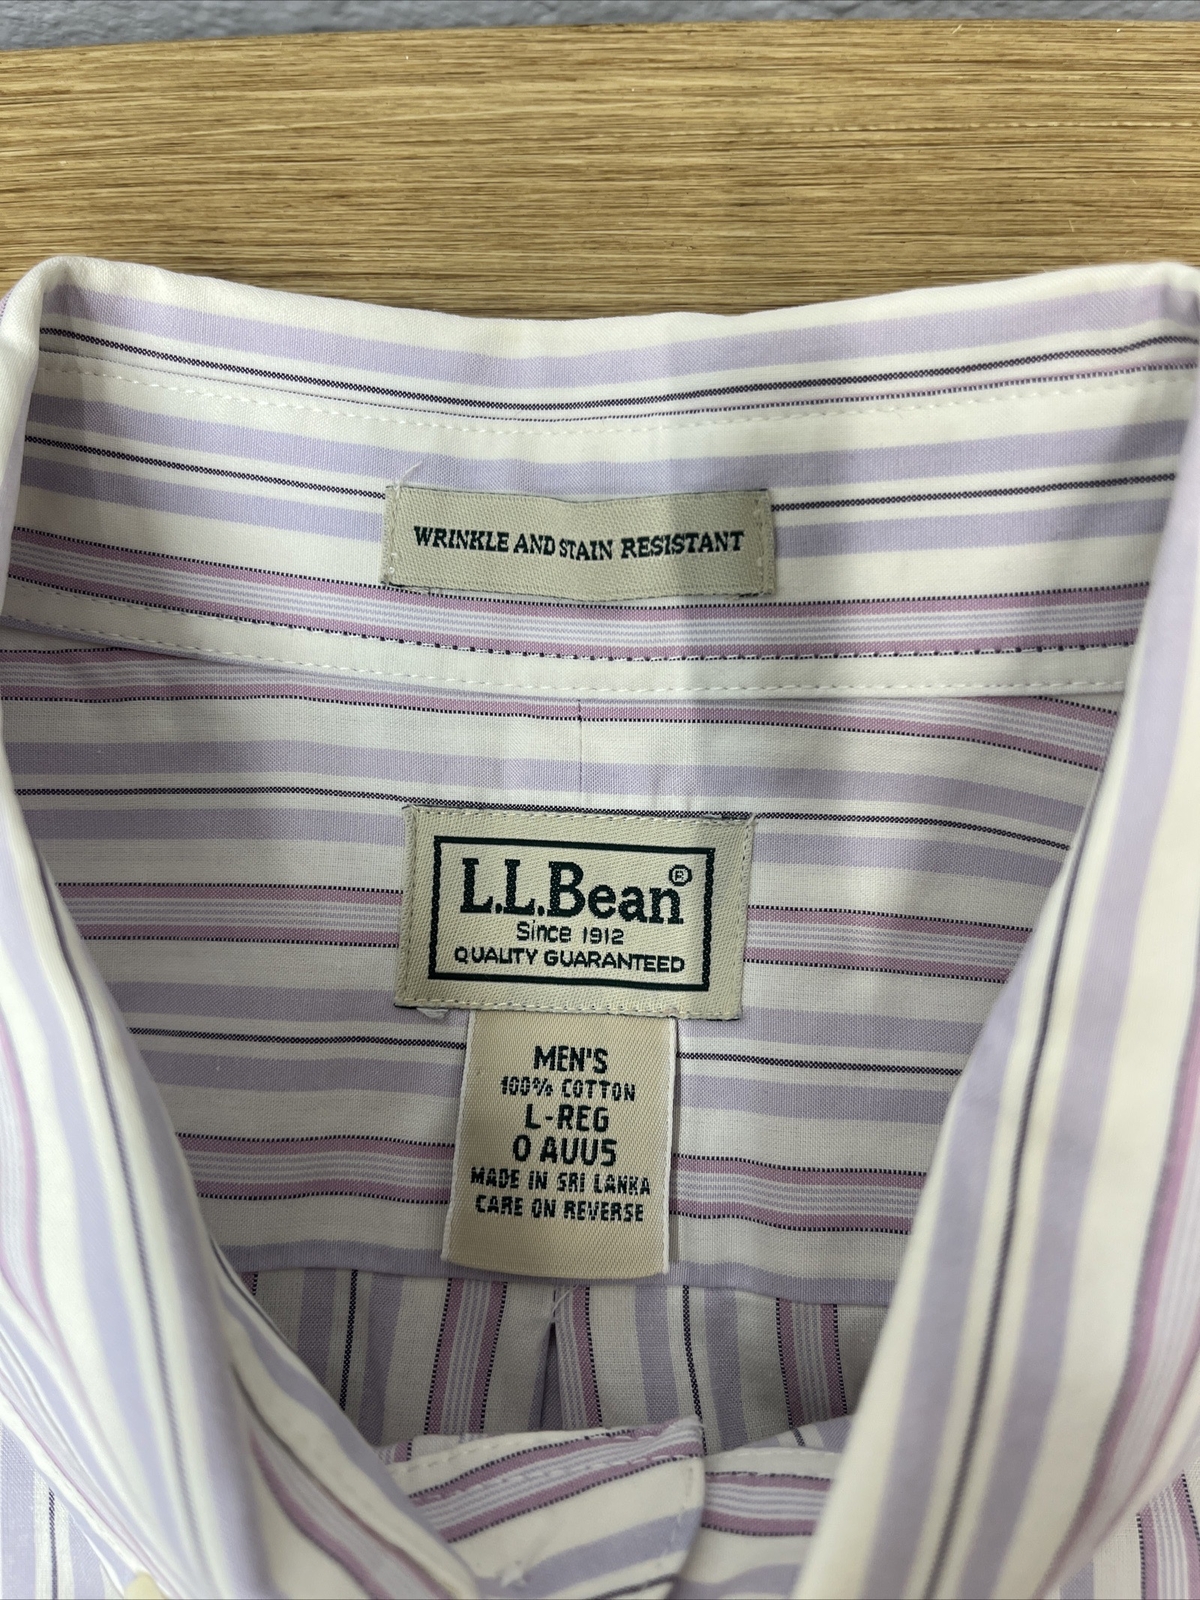 WRINKLE AND STAIN RESISTANT
L.L.Bean®
Since 1912
QUALITY GUARANTEED
MEN'S
100% COTTON
L-REG
0 AUU5
MADE IN SRI LANKA
CARE ON REVERSE